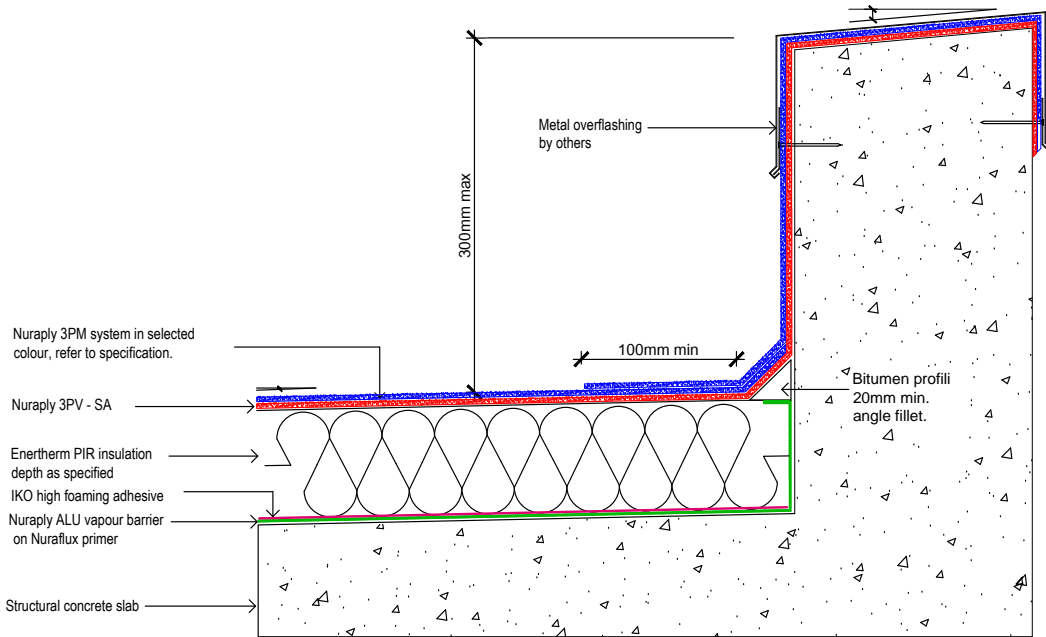 Metal overflashing
by others
300mm max
Nuraply 3PM system in selected
colour, refer to specification.
100mm min
Bitumen profili
20mm min.
angle fillet.
Nuraply 3PV - SA
Enertherm PIR insulation
depth as specified
IKO high foaming adhesive
Nuraply ALU vapour barrier
on Nuraflux primer
Structural concrete slab